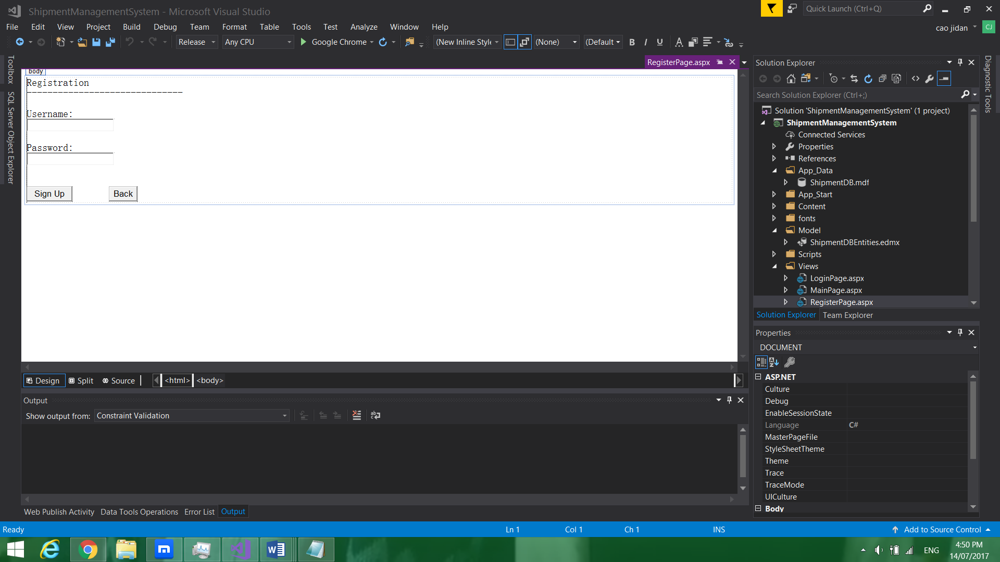 ShipmentManagementSystem - Microsoft Visual Studio
Quick Launch (Ctrl+Q)
File Edit View Project Build Debug Team Format Table Tools Test Analyze Window Help
cao jidan
CJ
Release Any CPU Google Chrome (New Inline Style (None) (Default B I U
Toolbox
SQL Server Object Explorer
RegisterPage.aspx
body
Registration
------------------------------
Username:
Password:
Sign Up Back
Design Split Source <html> <body>
Output
Show output from: Constraint Validation
Web Publish Activity Data Tools Operations Error List Output
Solution Explorer
Search Solution Explorer (Ctrl+;)
Solution 'ShipmentManagementSystem' (1 project)
ShipmentManagementSystem
Connected Services
Properties
References
App_Data
ShipmentDB.mdf
App_Start
Content
fonts
Model
ShipmentDBEntities.edmx
Scripts
Views
LoginPage.aspx
MainPage.aspx
RegisterPage.aspx
Solution Explorer Team Explorer
Diagnostic Tools
Properties
DOCUMENT
ASP.NET
Culture
Debug
EnableSessionState
Language C#
MasterPageFile
StyleSheetTheme
Theme
Trace
TraceMode
UICulture
Body
Ready Ln 1 Col 1 Ch 1 INS Add to Source Control
ENG
4:50 PM
14/07/2017